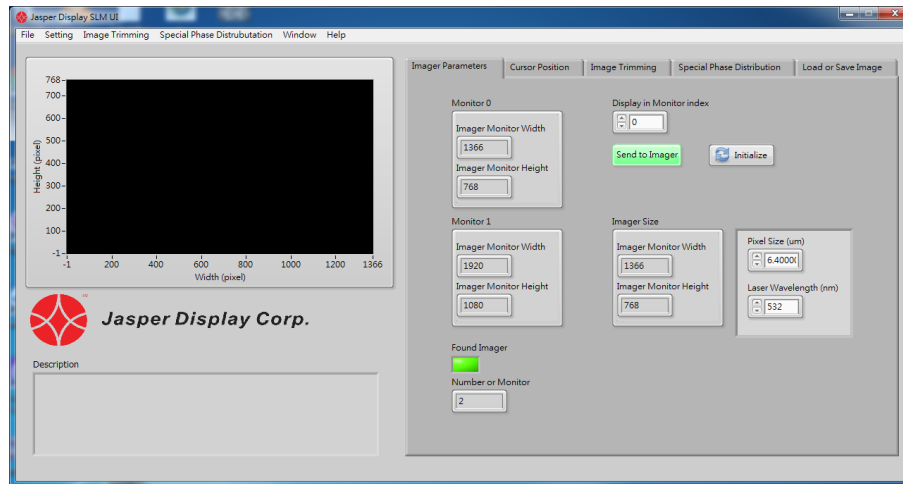 Jasper Display SLM UI
File Setting Image Trimming Special Phase Distrubutation Window Help
Imager Parameters Cursor Position Image Trimming Special Phase Distribution Load or Save Image
768
700
600
500
400
300
200
100
-1
Height (pixel)
-1 200 400 600 800 1000 1200 1366
Width (pixel)
Jasper Display Corp.
Description
Monitor 0
Imager Monitor Width
1366
Imager Monitor Height
768
Display in Monitor index
0
Send to Imager
Initialize
Monitor 1
Imager Monitor Width
1920
Imager Monitor Height
1080
Imager Size
Imager Monitor Width
1366
Imager Monitor Height
768
Pixel Size (um)
6.4000
Laser Wavelength (nm)
532
Found Imager
Number or Monitor
2